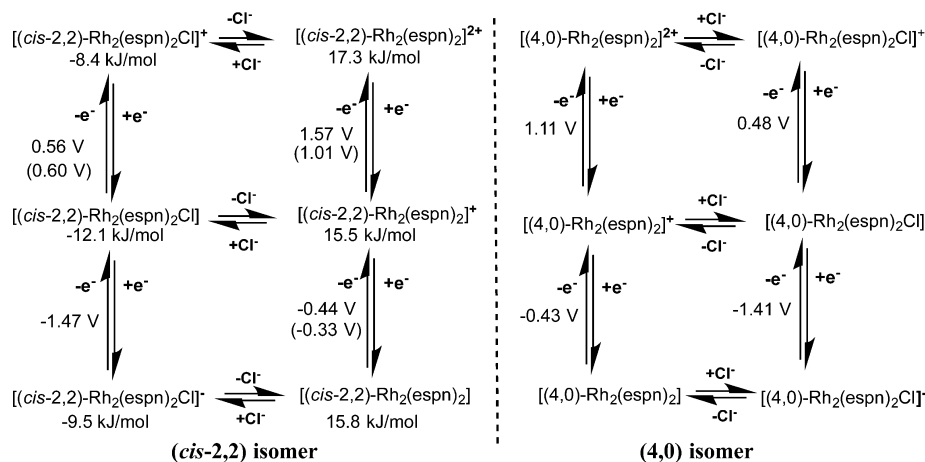 -Cl⁻ +Cl⁻
[(cis-2,2)-Rh₂(espn)₂Cl]⁺ [(cis-2,2)-Rh₂(espn)₂]²⁺ [(4,0)-Rh₂(espn)₂]²⁺ [(4,0)-Rh₂(espn)₂Cl]⁺
-8.4 kJ/mol +Cl⁻ 17.3 kJ/mol -Cl⁻
-e⁻ +e⁻ -e⁻ +e⁻ -e⁻ +e⁻ -e⁻ +e⁻
0.56 V 1.57 V 1.11 V 0.48 V
(0.60 V) (1.01 V)
-Cl⁻ +Cl⁻
[(cis-2,2)-Rh₂(espn)₂Cl] [(cis-2,2)-Rh₂(espn)₂]⁺ [(4,0)-Rh₂(espn)₂]⁺ [(4,0)-Rh₂(espn)₂Cl]
-12.1 kJ/mol +Cl⁻ 15.5 kJ/mol -Cl⁻
-e⁻ +e⁻ -e⁻ +e⁻ -e⁻ +e⁻ -e⁻ +e⁻
-1.47 V -0.44 V -0.43 V -1.41 V
(-0.33 V)
-Cl⁻ +Cl⁻
[(cis-2,2)-Rh₂(espn)₂Cl]⁻ [(cis-2,2)-Rh₂(espn)₂] [(4,0)-Rh₂(espn)₂] [(4,0)-Rh₂(espn)₂Cl]⁻
-9.5 kJ/mol +Cl⁻ 15.8 kJ/mol -Cl⁻
(cis-2,2) isomer (4,0) isomer